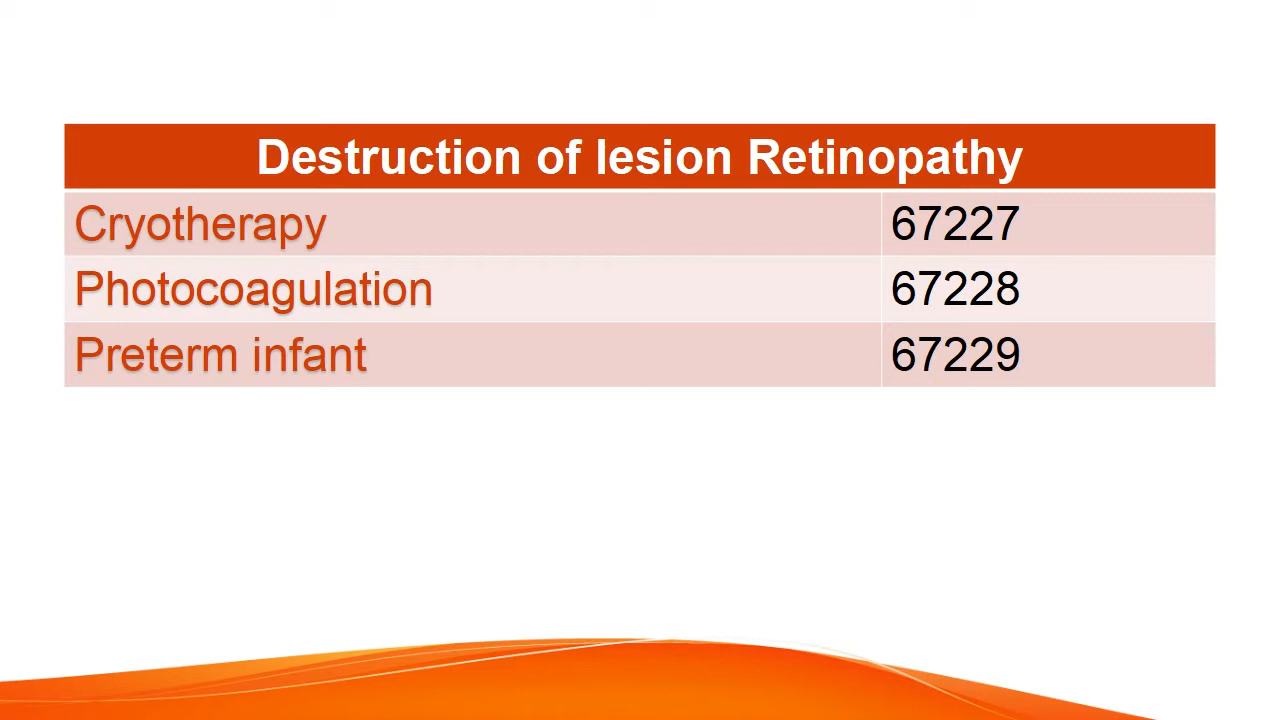 Destruction of lesion Retinopathy
Cryotherapy 67227
Photocoagulation 67228
Preterm infant 67229